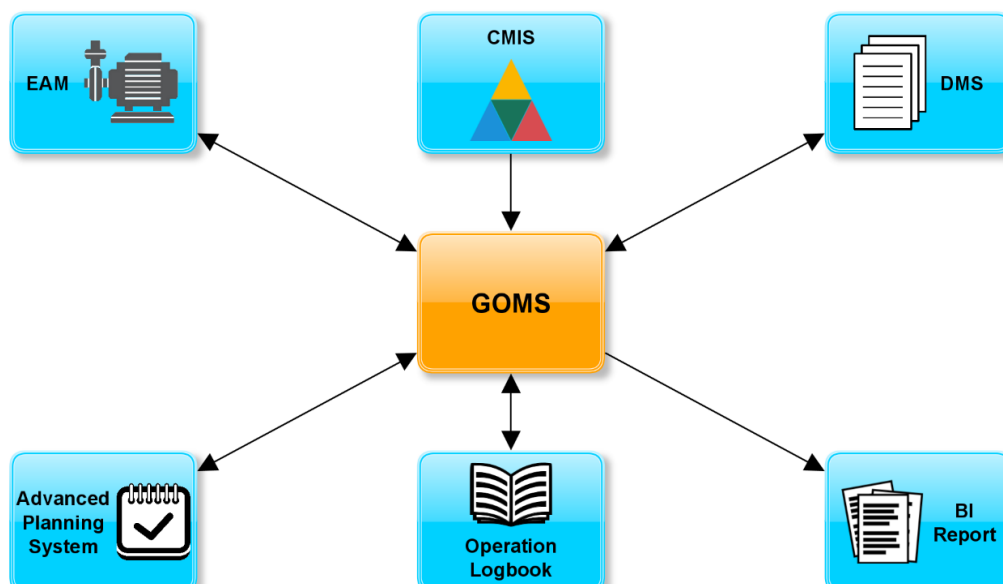 EAM
CMIS
DMS
GOMS
Advanced
Planning
System
Operation
Logbook
BI
Report